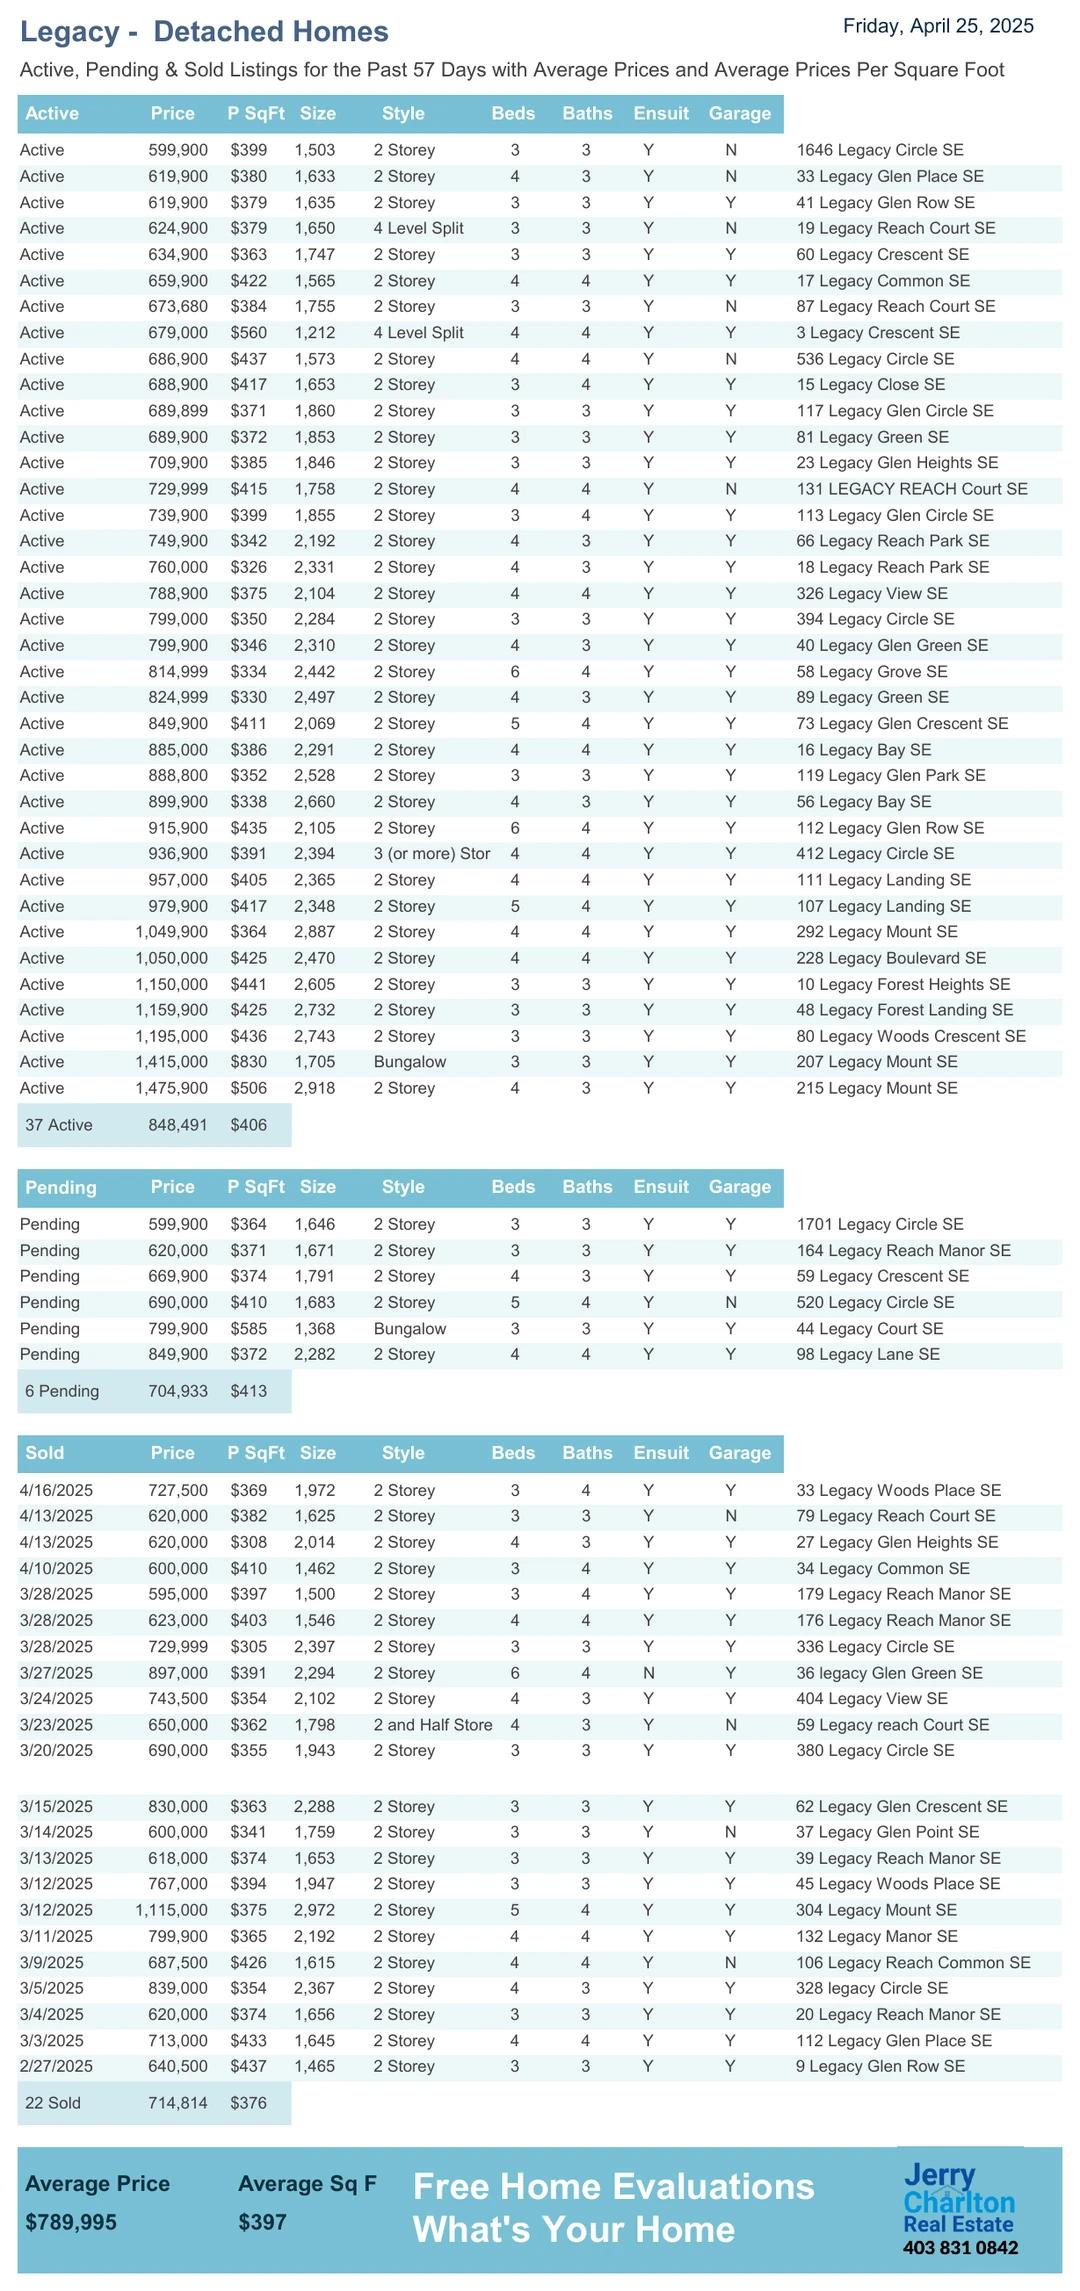 Legacy -  Detached Homes
Friday, April 25, 2025
Active, Pending & Sold Listings for the Past 57 Days with Average Prices and Average Prices Per Square Foot
Active Price P SqFt Size Style Beds Baths Ensuit Garage
Active 599,900 $399 1,503 2 Storey 3 3 Y N 1646 Legacy Circle SE
Active 619,900 $380 1,633 2 Storey 4 3 Y N 33 Legacy Glen Place SE
Active 619,900 $379 1,635 2 Storey 3 3 Y Y 41 Legacy Glen Row SE
Active 624,900 $379 1,650 4 Level Split 3 3 Y N 19 Legacy Reach Court SE
Active 634,900 $363 1,747 2 Storey 3 3 Y Y 60 Legacy Crescent SE
Active 659,900 $422 1,565 2 Storey 4 4 Y Y 17 Legacy Common SE
Active 673,680 $384 1,755 2 Storey 3 3 Y N 87 Legacy Reach Court SE
Active 679,000 $560 1,212 4 Level Split 4 4 Y Y 3 Legacy Crescent SE
Active 686,900 $437 1,573 2 Storey 4 4 Y N 536 Legacy Circle SE
Active 688,900 $417 1,653 2 Storey 3 4 Y Y 15 Legacy Close SE
Active 689,899 $371 1,860 2 Storey 3 3 Y Y 117 Legacy Glen Circle SE
Active 689,900 $372 1,853 2 Storey 3 3 Y Y 81 Legacy Green SE
Active 709,900 $385 1,846 2 Storey 3 3 Y Y 23 Legacy Glen Heights SE
Active 729,999 $415 1,758 2 Storey 4 4 Y N 131 LEGACY REACH Court SE
Active 739,900 $399 1,855 2 Storey 3 4 Y Y 113 Legacy Glen Circle SE
Active 749,900 $342 2,192 2 Storey 4 3 Y Y 66 Legacy Reach Park SE
Active 760,000 $326 2,331 2 Storey 4 3 Y Y 18 Legacy Reach Park SE
Active 788,900 $375 2,104 2 Storey 4 4 Y Y 326 Legacy View SE
Active 799,000 $350 2,284 2 Storey 3 3 Y Y 394 Legacy Circle SE
Active 799,900 $346 2,310 2 Storey 4 3 Y Y 40 Legacy Glen Green SE
Active 814,999 $334 2,442 2 Storey 6 4 Y Y 58 Legacy Grove SE
Active 824,999 $330 2,497 2 Storey 4 3 Y Y 89 Legacy Green SE
Active 849,900 $411 2,069 2 Storey 5 4 Y Y 73 Legacy Glen Crescent SE
Active 885,000 $386 2,291 2 Storey 4 4 Y Y 16 Legacy Bay SE
Active 888,800 $352 2,528 2 Storey 3 3 Y Y 119 Legacy Glen Park SE
Active 899,900 $338 2,660 2 Storey 4 3 Y Y 56 Legacy Bay SE
Active 915,900 $435 2,105 2 Storey 6 4 Y Y 112 Legacy Glen Row SE
Active 936,900 $391 2,394 3 (or more) Stor 4 4 Y Y 412 Legacy Circle SE
Active 957,000 $405 2,365 2 Storey 4 4 Y Y 111 Legacy Landing SE
Active 979,900 $417 2,348 2 Storey 5 4 Y Y 107 Legacy Landing SE
Active 1,049,900 $364 2,887 2 Storey 4 4 Y Y 292 Legacy Mount SE
Active 1,050,000 $425 2,470 2 Storey 4 4 Y Y 228 Legacy Boulevard SE
Active 1,150,000 $441 2,605 2 Storey 3 3 Y Y 10 Legacy Forest Heights SE
Active 1,159,900 $425 2,732 2 Storey 3 3 Y Y 48 Legacy Forest Landing SE
Active 1,195,000 $436 2,743 2 Storey 3 3 Y Y 80 Legacy Woods Crescent SE
Active 1,415,000 $830 1,705 Bungalow 3 3 Y Y 207 Legacy Mount SE
Active 1,475,900 $506 2,918 2 Storey 4 3 Y Y 215 Legacy Mount SE
37 Active 848,491 $406
Pending Price P SqFt Size Style Beds Baths Ensuit Garage
Pending 599,900 $364 1,646 2 Storey 3 3 Y Y 1701 Legacy Circle SE
Pending 620,000 $371 1,671 2 Storey 3 3 Y Y 164 Legacy Reach Manor SE
Pending 669,900 $374 1,791 2 Storey 4 3 Y Y 59 Legacy Crescent SE
Pending 690,000 $410 1,683 2 Storey 5 4 Y N 520 Legacy Circle SE
Pending 799,900 $585 1,368 Bungalow 3 3 Y Y 44 Legacy Court SE
Pending 849,900 $372 2,282 2 Storey 4 4 Y Y 98 Legacy Lane SE
6 Pending 704,933 $413
Sold Price P SqFt Size Style Beds Baths Ensuit Garage
4/16/2025 727,500 $369 1,972 2 Storey 3 4 Y Y 33 Legacy Woods Place SE
4/13/2025 620,000 $382 1,625 2 Storey 3 3 Y N 79 Legacy Reach Court SE
4/13/2025 620,000 $308 2,014 2 Storey 4 3 Y Y 27 Legacy Glen Heights SE
4/10/2025 600,000 $410 1,462 2 Storey 3 4 Y Y 34 Legacy Common SE
3/28/2025 595,000 $397 1,500 2 Storey 3 4 Y Y 179 Legacy Reach Manor SE
3/28/2025 623,000 $403 1,546 2 Storey 4 4 Y Y 176 Legacy Reach Manor SE
3/28/2025 729,999 $305 2,397 2 Storey 3 3 Y Y 336 Legacy Circle SE
3/27/2025 897,000 $391 2,294 2 Storey 6 4 N Y 36 legacy Glen Green SE
3/24/2025 743,500 $354 2,102 2 Storey 4 3 Y Y 404 Legacy View SE
3/23/2025 650,000 $362 1,798 2 and Half Store 4 3 Y N 59 Legacy reach Court SE
3/20/2025 690,000 $355 1,943 2 Storey 3 3 Y Y 380 Legacy Circle SE
3/15/2025 830,000 $363 2,288 2 Storey 3 3 Y Y 62 Legacy Glen Crescent SE
3/14/2025 600,000 $341 1,759 2 Storey 3 3 Y N 37 Legacy Glen Point SE
3/13/2025 618,000 $374 1,653 2 Storey 3 3 Y Y 39 Legacy Reach Manor SE
3/12/2025 767,000 $394 1,947 2 Storey 3 3 Y Y 45 Legacy Woods Place SE
3/12/2025 1,115,000 $375 2,972 2 Storey 5 4 Y Y 304 Legacy Mount SE
3/11/2025 799,900 $365 2,192 2 Storey 4 4 Y Y 132 Legacy Manor SE
3/9/2025 687,500 $426 1,615 2 Storey 4 4 Y N 106 Legacy Reach Common SE
3/5/2025 839,000 $354 2,367 2 Storey 4 3 Y Y 328 legacy Circle SE
3/4/2025 620,000 $374 1,656 2 Storey 3 3 Y Y 20 Legacy Reach Manor SE
3/3/2025 713,000 $433 1,645 2 Storey 4 4 Y Y 112 Legacy Glen Place SE
2/27/2025 640,500 $437 1,465 2 Storey 3 3 Y Y 9 Legacy Glen Row SE
22 Sold 714,814 $376
Average Price Average Sq F
$789,995 $397
Free Home Evaluations
What's Your Home
Jerry
Charlton
Real Estate
403 831 0842